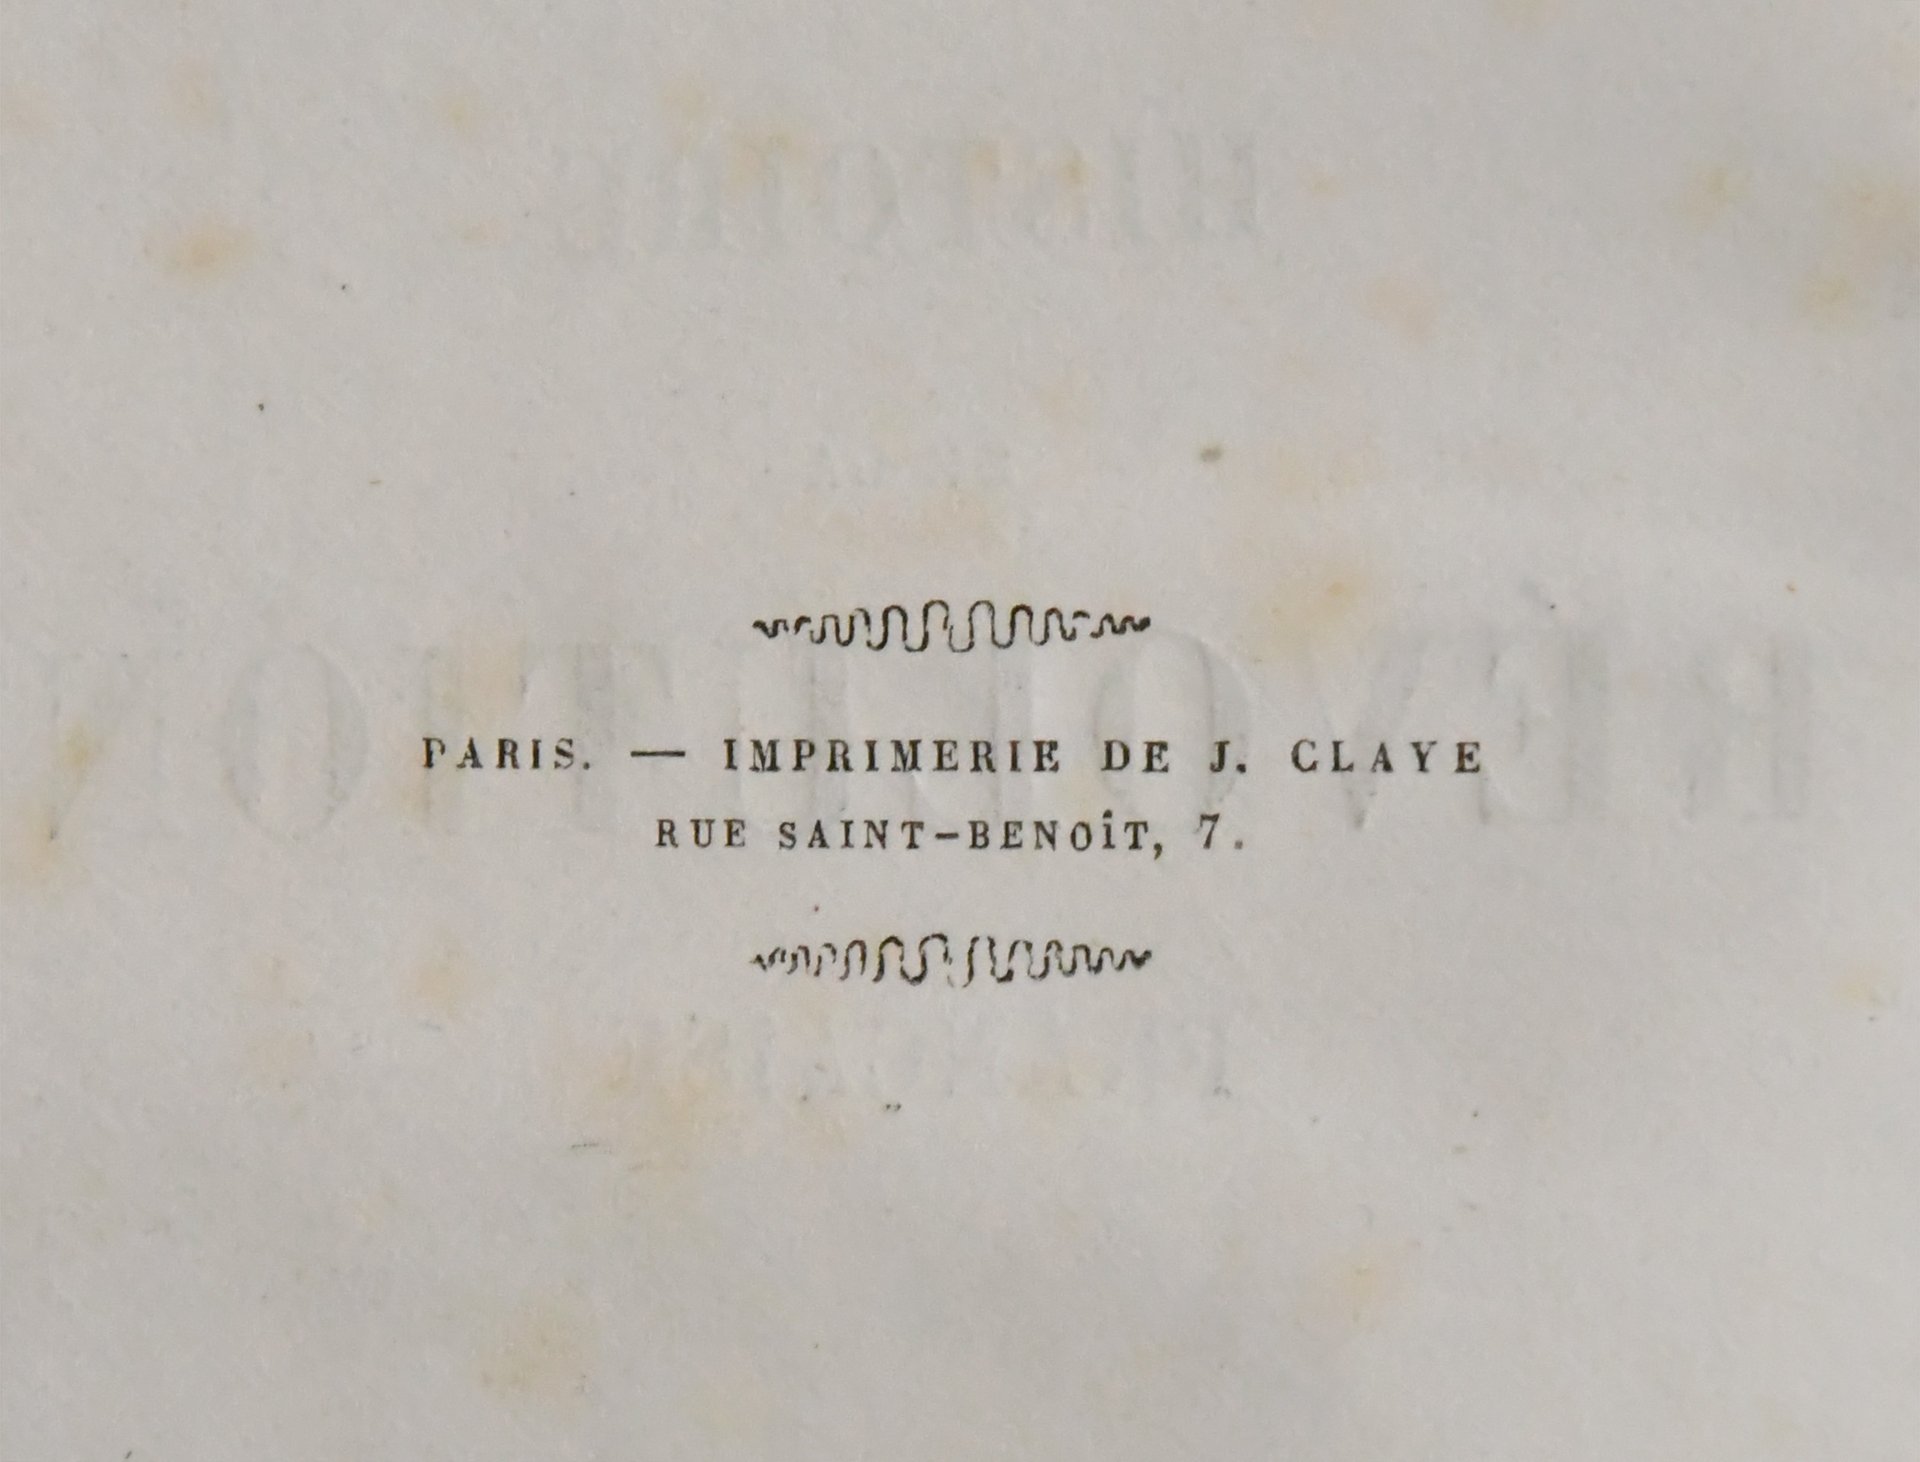 PARIS. — IMPRIMERIE DE J. CLAYE
RUE SAINT-BENOÎT, 7.